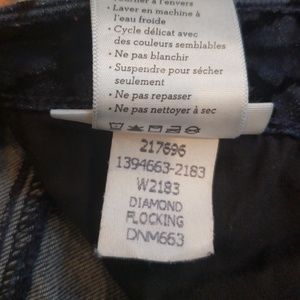 • Laver en machine à
l'eau froide
• Cycle délicat avec
des couleurs semblables
• Ne pas blanchir
• Suspendre pour sécher
seulement
• Ne pas repasser
• Ne pas nettoyer à sec
217696
1394663-2183
W2183
DIAMOND
FLOCKING
DNM663